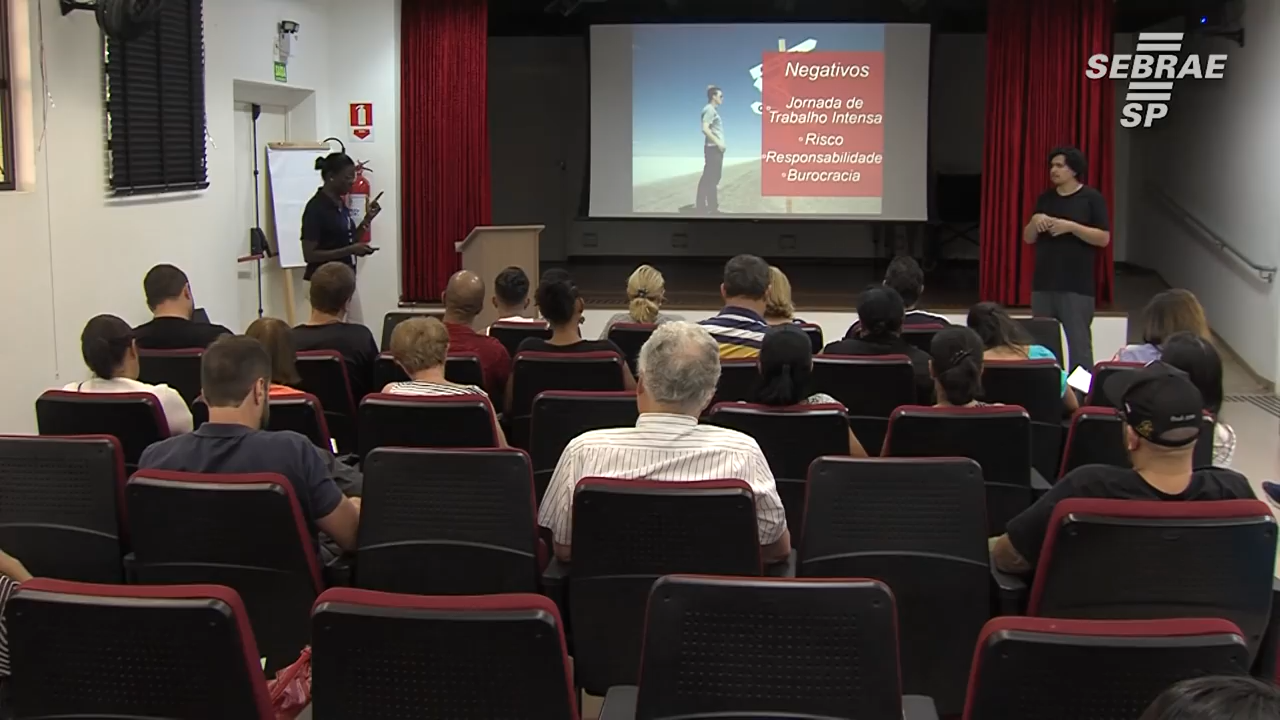 SEBRAE
SP
Negativos
Jornada de
Trabalho Intensa
Risco
Responsabilidade
Burocracia